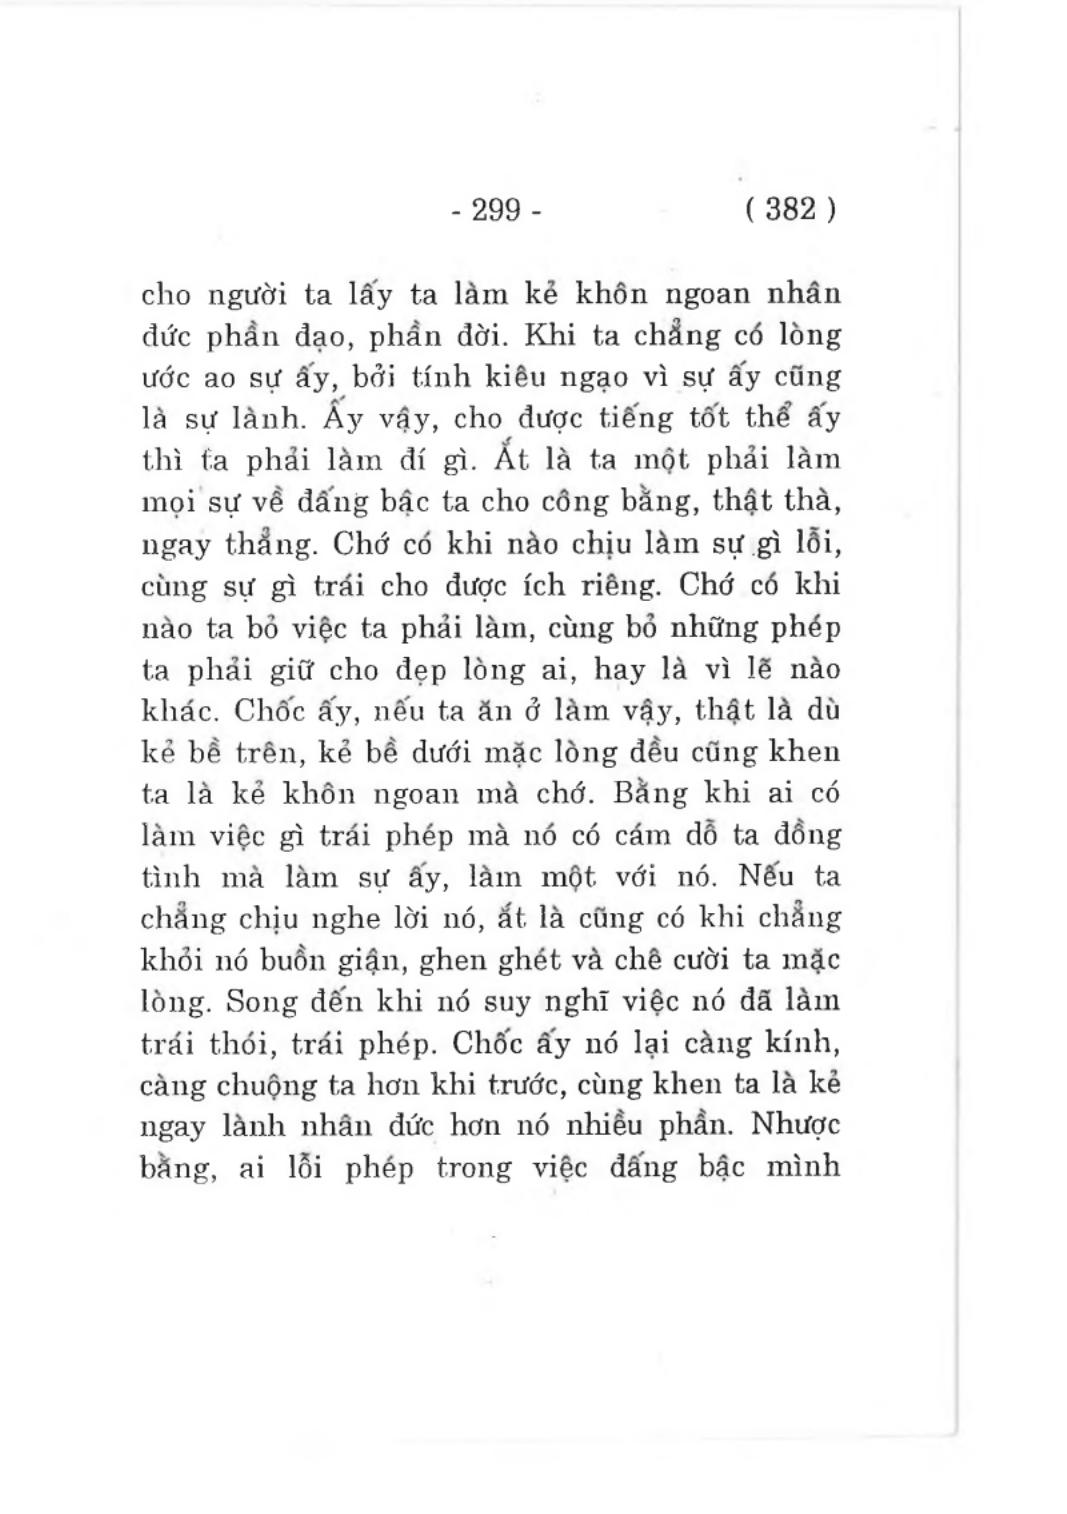 - 299 - ( 382 )
cho người ta lấy ta làm kẻ khôn ngoan nhân
đức phần đạo, phần đời. Khi ta chẳng có lòng
ước ao sự ấy, bởi tính kiêu ngạo vì sự ấy cũng
là sự lành. Ấy vậy, cho được tiếng tốt thể ấy
thì ta phải làm đí gì. Ắt là ta một phải làm
mọi sự về đấng bậc ta cho công bằng, thật thà,
ngay thẳng. Chớ có khi nào chịu làm sự gì lỗi,
cùng sự gì trái cho được ích riêng. Chớ có khi
nào ta bỏ việc ta phải làm, cùng bỏ những phép
ta phải giữ cho đẹp lòng ai, hay là vì lẽ nào
khác. Chốc ấy, nếu ta ăn ở làm vậy, thật là dù
kẻ bề trên, kẻ bề dưới mặc lòng đều cũng khen
ta là kẻ khôn ngoan mà chớ. Bằng khi ai có
làm việc gì trái phép mà nó có cám dỗ ta đồng
tình mà làm sự ấy, làm một với nó. Nếu ta
chẳng chịu nghe lời nó, ắt là cũng có khi chẳng
khỏi nó buồn giận, ghen ghét và chê cười ta mặc
lòng. Song đến khi nó suy nghĩ việc nó đã làm
trái thói, trái phép. Chốc ấy nó lại càng kính,
càng chuộng ta hơn khi trước, cùng khen ta là kẻ
ngay lành nhân đức hơn nó nhiều phần. Nhược
bằng, ai lỗi phép trong việc đấng bậc mình